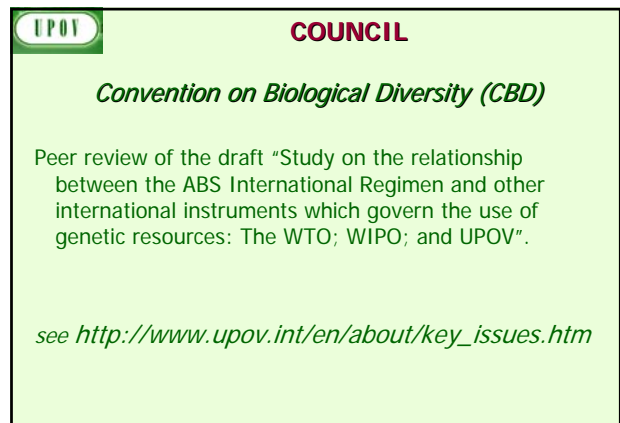 UPOV
COUNCIL
Convention on Biological Diversity (CBD)
Peer review of the draft “Study on the relationship
between the ABS International Regimen and other
international instruments which govern the use of
genetic resources: The WTO; WIPO; and UPOV”.
see http://www.upov.int/en/about/key_issues.htm